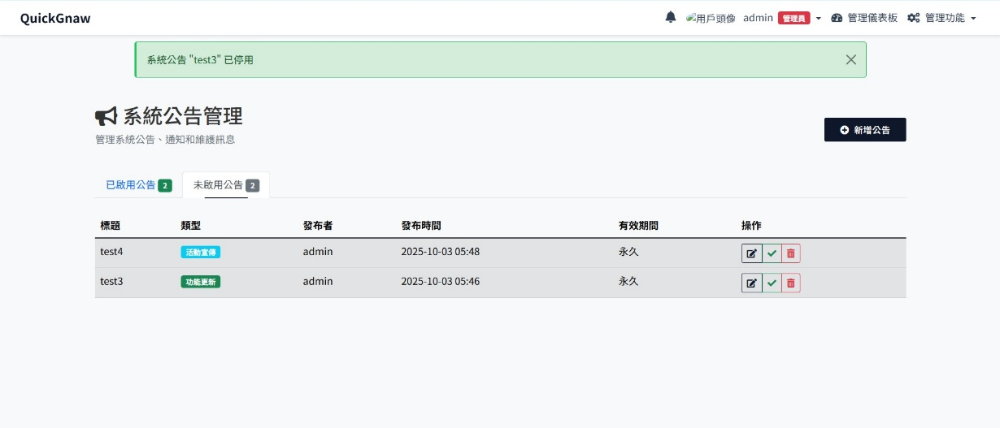 QuickGnaw 用戶頭像 admin 管理員 管理儀表板 管理功能
系統公告 "test3" 已停用
系統公告管理
管理系統公告、通知和維護訊息
新增公告
已啟用公告 2 未啟用公告 2
標題 類型 發布者 發布時間 有效期間 操作
test4 活動宣傳 admin 2025-10-03 05:48 永久
test3 功能更新 admin 2025-10-03 05:46 永久